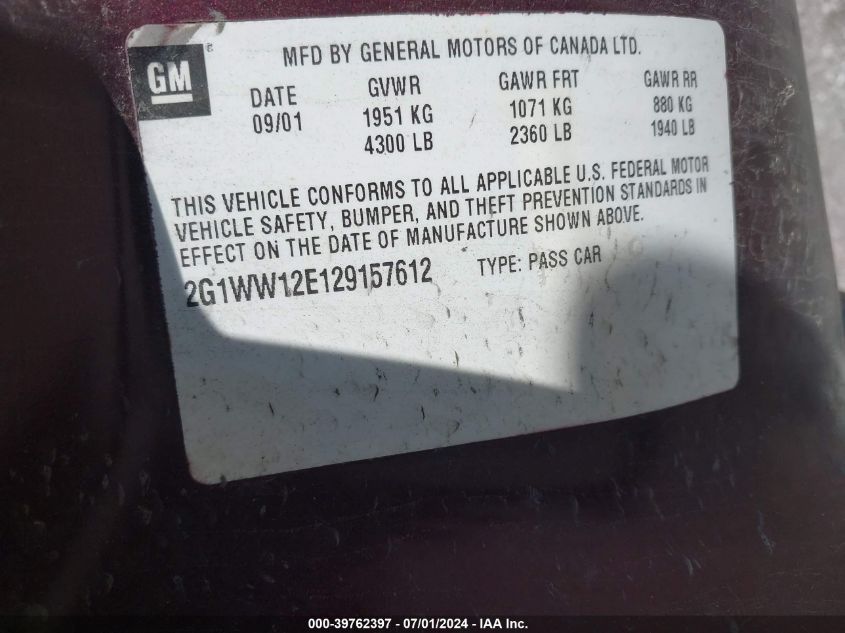 GM
MFD BY GENERAL MOTORS OF CANADA LTD.
DATE GVWR GAWR FRT GAWR RR
09/01 1951 KG 1071 KG 880 KG
4300 LB 2360 LB 1940 LB
THIS VEHICLE CONFORMS TO ALL APPLICABLE U.S. FEDERAL MOTOR
VEHICLE SAFETY, BUMPER, AND THEFT PREVENTION STANDARDS IN
EFFECT ON THE DATE OF MANUFACTURE SHOWN ABOVE.
2G1WW12E129157612 TYPE: PASS CAR
000-39762397 - 07/01/2024 - IAA Inc.